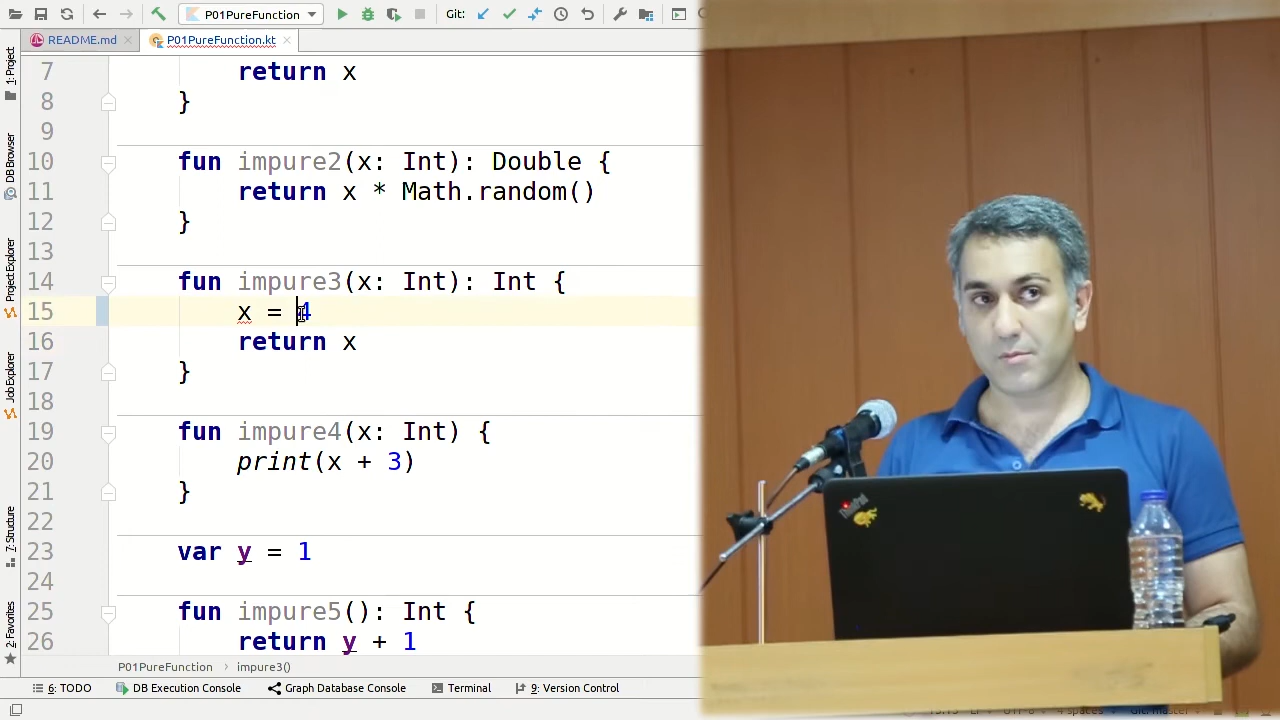 P01PureFunction
Git:
README.md
P01PureFunction.kt
1: Project
DB Browser
Project Explorer
Job Explorer
7: Structure
2: Favorites
7 return x
8 }
9
10 fun impure2(x: Int): Double {
11 return x * Math.random()
12 }
13
14 fun impure3(x: Int): Int {
15 x = 4
16 return x
17 }
18
19 fun impure4(x: Int) {
20 print(x + 3)
21 }
22
23 var y = 1
24
25 fun impure5(): Int {
26 return y + 1
P01PureFunction › impure3()
6: TODO
DB Execution Console
Graph Database Console
Terminal
9: Version Control